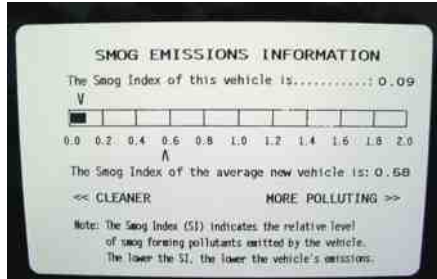 SMOG EMISSIONS INFORMATION
The Smog Index of this vehicle is...........: 0.09
V
0.0 0.2 0.4 0.6 0.8 1.0 1.2 1.4 1.6 1.8 2.0
Λ
The Smog Index of the average new vehicle is: 0.68
<< CLEANER MORE POLLUTING >>
Note: The Smog Index (SI) indicates the relative level
of smog forming pollutants emitted by the vehicle.
The lower the SI, the lower the vehicle's emissions.